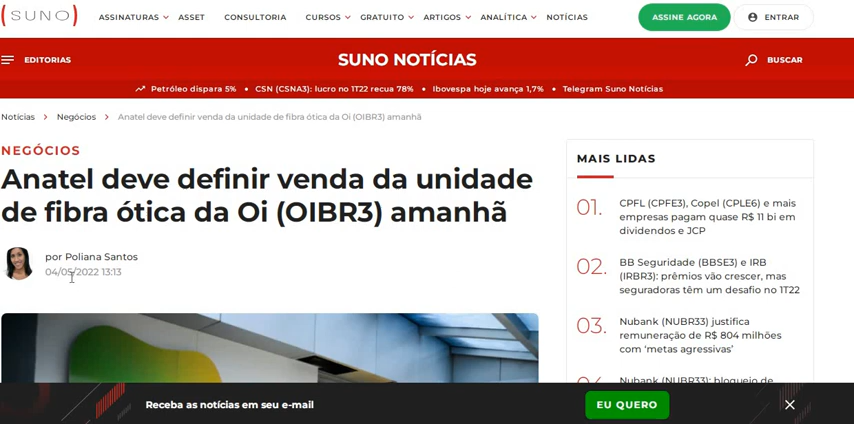 (SUNO)
ASSINATURAS ASSET CONSULTORIA CURSOS GRATUITO ARTIGOS ANALÍTICA NOTÍCIAS ASSINE AGORA ENTRAR
EDITORIAS SUNO NOTÍCIAS BUSCAR
Petróleo dispara 5% • CSN (CSNA3): lucro no 1T22 recua 78% • Ibovespa hoje avança 1,7% • Telegram Suno Notícias
Notícias > Negócios > Anatel deve definir venda da unidade de fibra ótica da Oi (OIBR3) amanhã
NEGÓCIOS
Anatel deve definir venda da unidade
de fibra ótica da Oi (OIBR3) amanhã
por Poliana Santos
04/05/2022 13:13
MAIS LIDAS
01. CPFL (CPFE3), Copel (CPLE6) e mais
empresas pagam quase R$ 11 bi em
dividendos e JCP
02. BB Seguridade (BBSE3) e IRB
(IRBR3): prêmios vão crescer, mas
seguradoras têm um desafio no 1T22
03. Nubank (NUBR33) justifica
remuneração de R$ 804 milhões
com ‘metas agressivas’
04. Nubank (NUBR33): bloqueio de
Receba as notícias em seu e-mail
EU QUERO